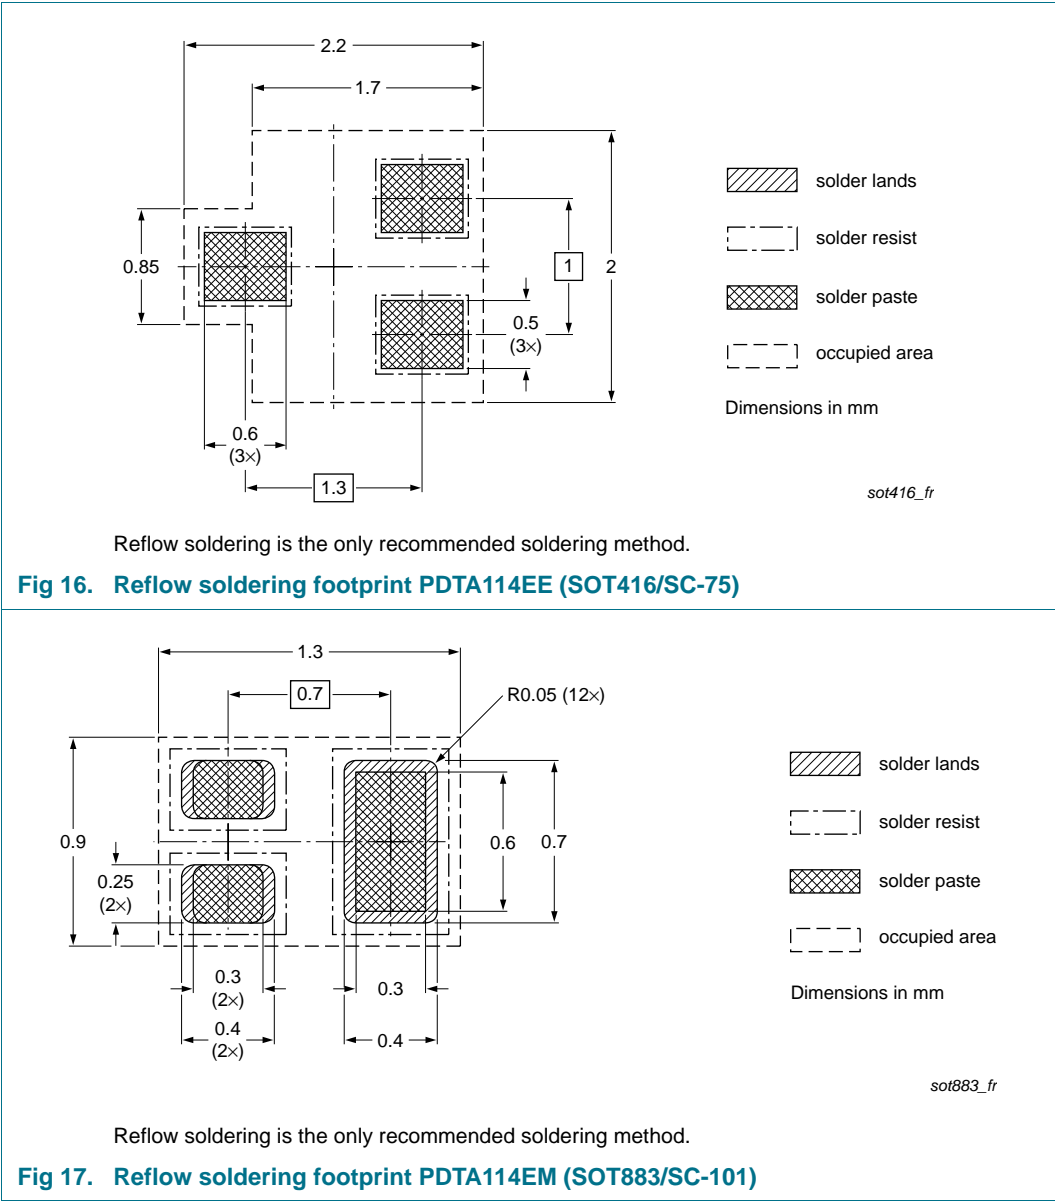 2.2
1.7
0.85
1
2
0.5
(3×)
0.6
(3×)
1.3
solder lands
solder resist
solder paste
occupied area
Dimensions in mm
sot416_fr
Reflow soldering is the only recommended soldering method.
Fig 16. Reflow soldering footprint PDTA114EE (SOT416/SC-75)
1.3
0.7
R0.05 (12×)
0.9
0.25
(2×)
0.6
0.7
0.3
(2×)
0.3
0.4
(2×)
0.4
solder lands
solder resist
solder paste
occupied area
Dimensions in mm
sot883_fr
Reflow soldering is the only recommended soldering method.
Fig 17. Reflow soldering footprint PDTA114EM (SOT883/SC-101)